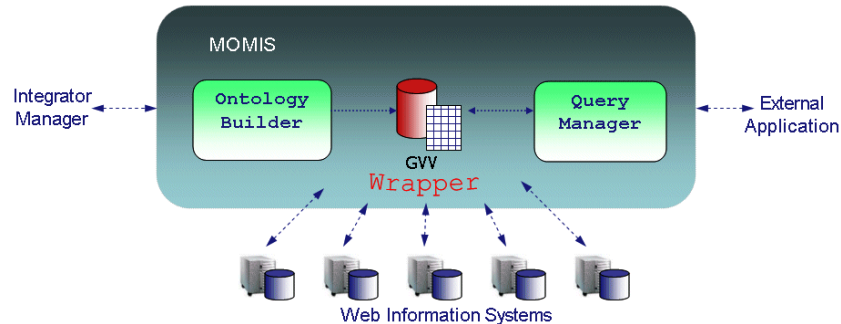 MOMIS
Integrator
Manager
Ontology
Builder
GVV
Query
Manager
External
Application
Wrapper
Web Information Systems